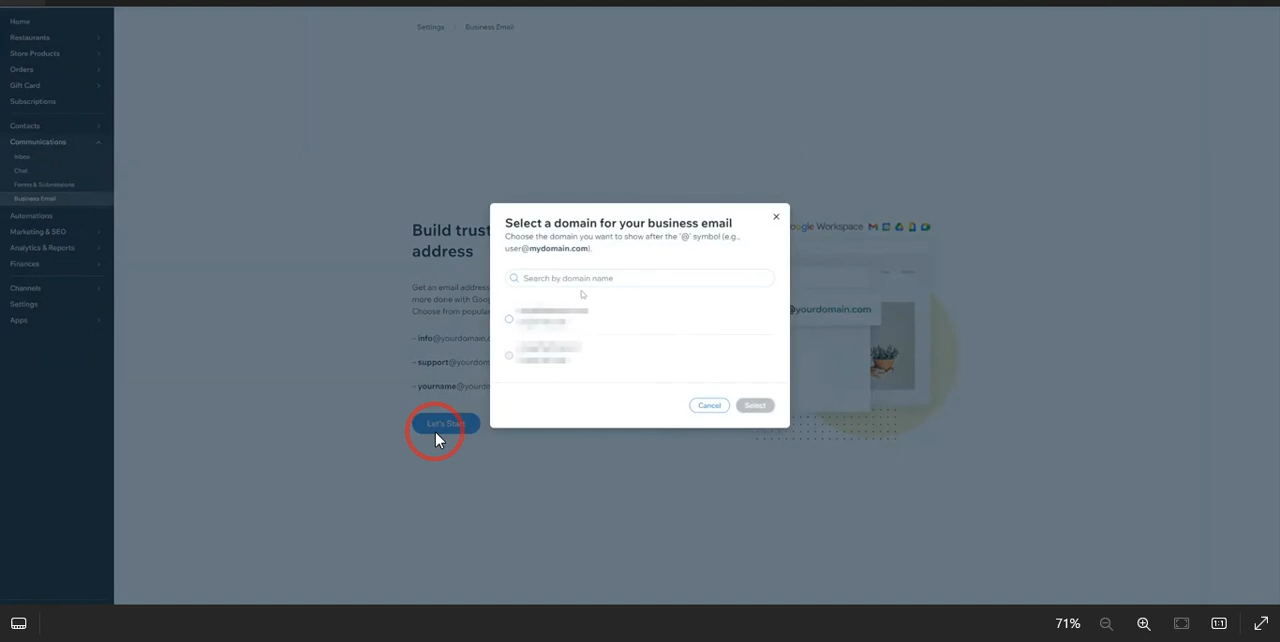 Home
Restaurants
Store Products
Orders
Gift Card
Subscriptions
Contacts
Communications
Inbox
Chat
Forms & Submissions
Business Email
Automations
Marketing & SEO
Analytics & Reports
Finances
Channels
Settings
Apps
Settings
Business Email
Build trust
address
Get an email address
more done with Goog
Choose from popular
- info@yourdomain.c
- support@yourdom
- yourname@yourdo
Let's Start
Select a domain for your business email
Choose the domain you want to show after the '@' symbol (e.g.,
user@mydomain.com).
Search by domain name
Cancel
Select
oogle Workspace
@yourdomain.com
71%
1:1